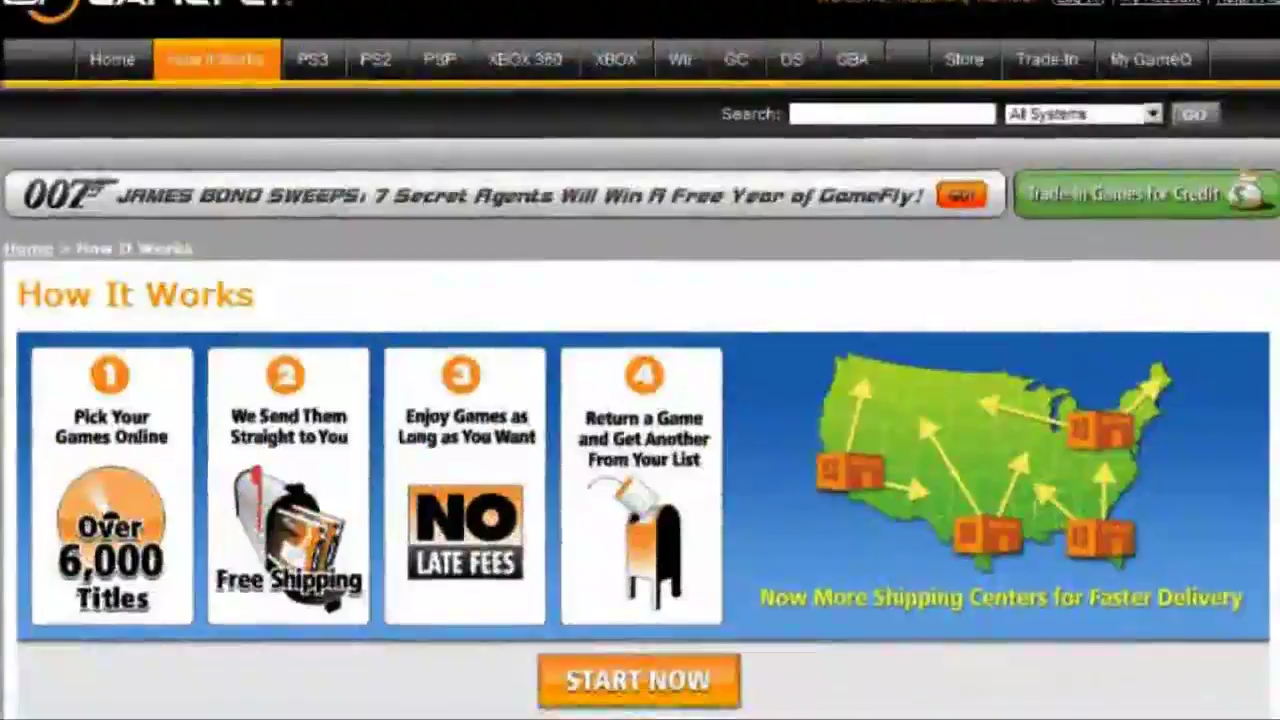 GAMEFLY
Home How It Works PS3 PS2 PSP XBOX 360 XBOX Wii GC DS GBA Store Trade-In My GameQ
Search: All Systems GO
007 JAMES BOND SWEEPS: 7 Secret Agents Will Win A Free Year of GameFly! GO! Trade-In Games for Credit
Home > How It Works
How It Works
1 2 3 4
Pick Your
Games Online
Over
6,000
Titles
We Send Them
Straight to You
Free Shipping
Enjoy Games as
Long as You Want
NO
LATE FEES
Return a Game
and Get Another
From Your List
Now More Shipping Centers for Faster Delivery
START NOW